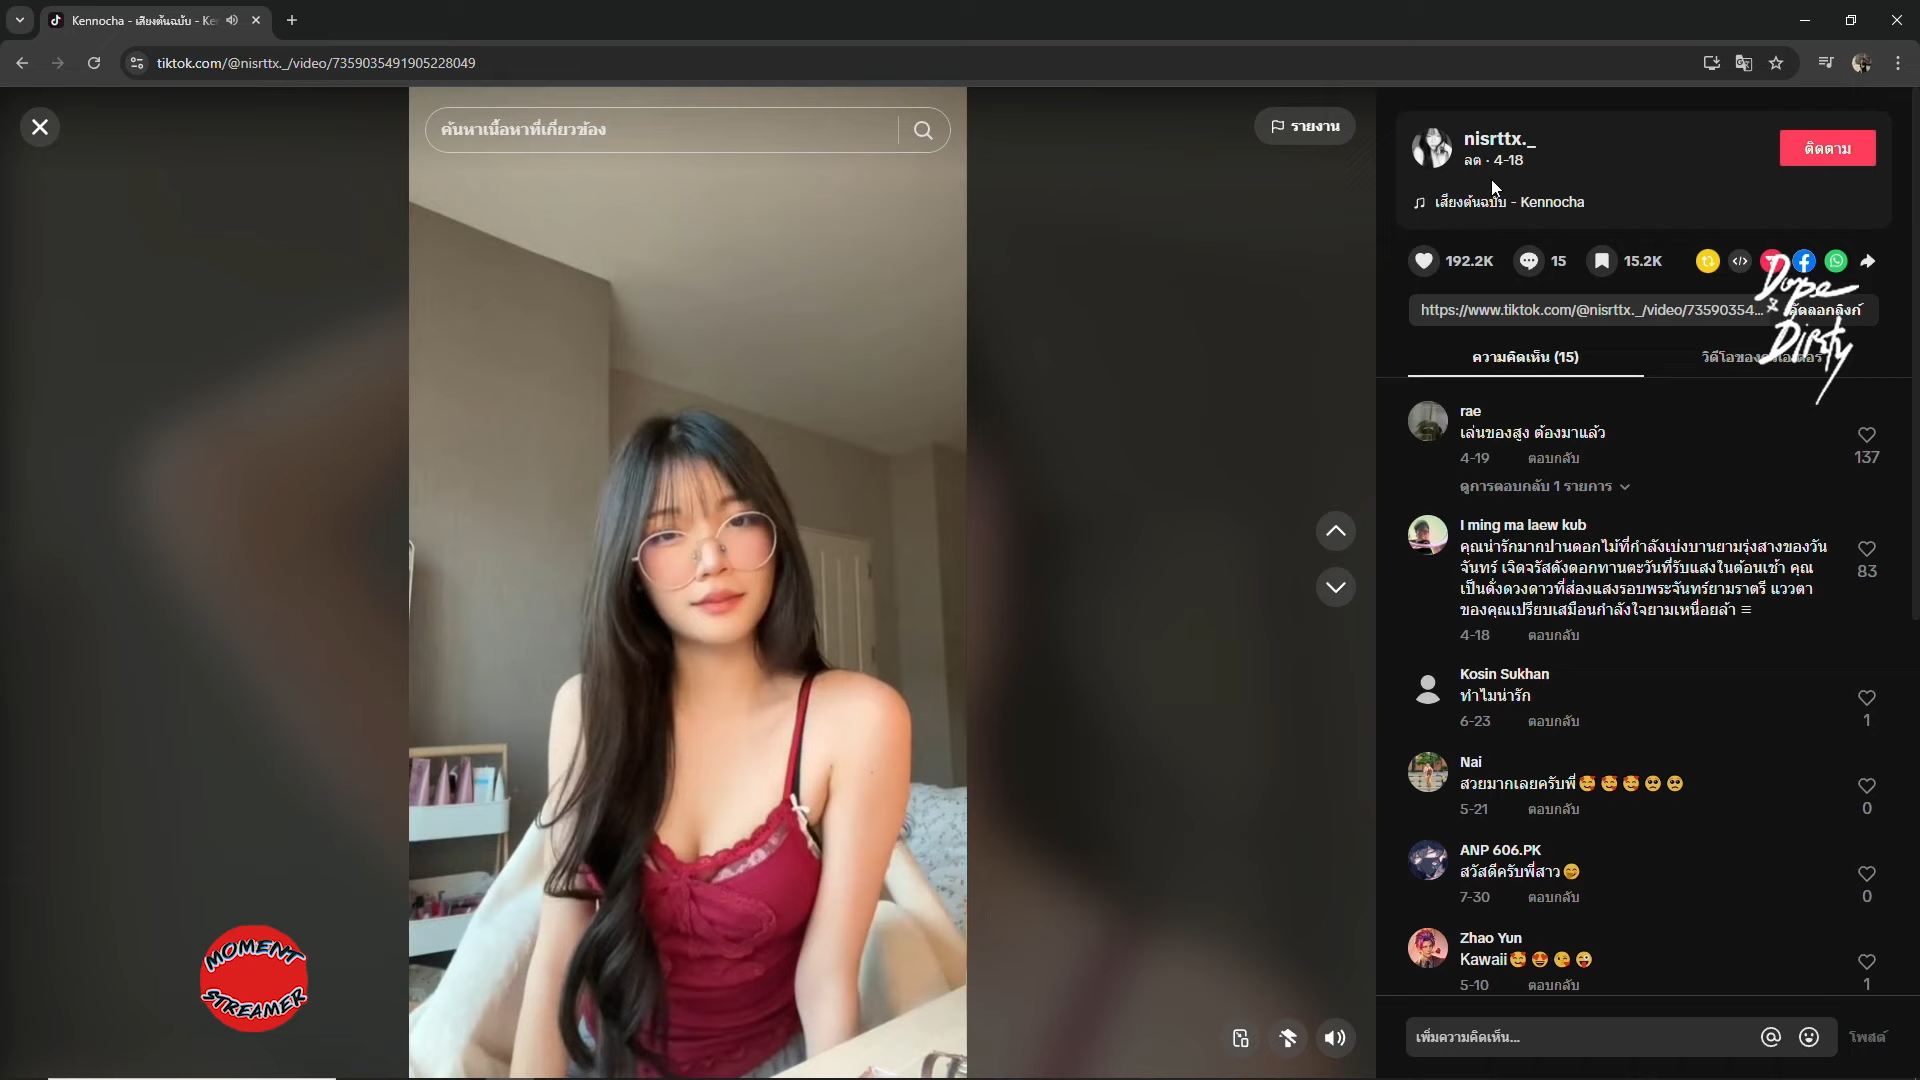 Kennocha - เสียงต้นฉบับ - Ke
tiktok.com/@nisrttx._/video/7359035491905228049
ค้นหาเนื้อหาที่เกี่ยวข้อง
รายงาน
nisrttx._
ลด · 4-18
ติดตาม
เสียงต้นฉบับ - Kennocha
192.2K 15 15.2K
https://www.tiktok.com/@nisrttx._/video/73590354...
คัดลอกลิงก์
Dope
&
Dirty
ความคิดเห็น (15)
rae
เล่นของสูง ต้องมาแล้ว
4-19 ตอบกลับ
137
ดูการตอบกลับ 1 รายการ
I ming ma laew kub
คุณน่ารักมากปานดอกไม้ที่กำลังเบ่งบานยามรุ่งสางของวัน
จันทร์ เจิดจรัสดังดอกทานตะวันที่รับแสงในต้อนเช้า คุณ
เป็นดั่งดวงดาวที่ส่องแสงรอบพระจันทร์ยามราตรี แววตา
ของคุณเปรียบเสมือนกำลังใจยามเหนื่อยล้า
83
4-18 ตอบกลับ
Kosin Sukhan
ทำไมน่ารัก
6-23 ตอบกลับ
1
Nai
สวยมากเลยครับพี่🥰🥰🥰🥺🥺
5-21 ตอบกลับ
0
ANP 606.PK
สวัสดีครับพี่สาว😊
7-30 ตอบกลับ
0
Zhao Yun
Kawaii🥰😍😘😜
5-10 ตอบกลับ
1
เพิ่มความคิดเห็น...
โพสต์
MOMENT
STREAMER